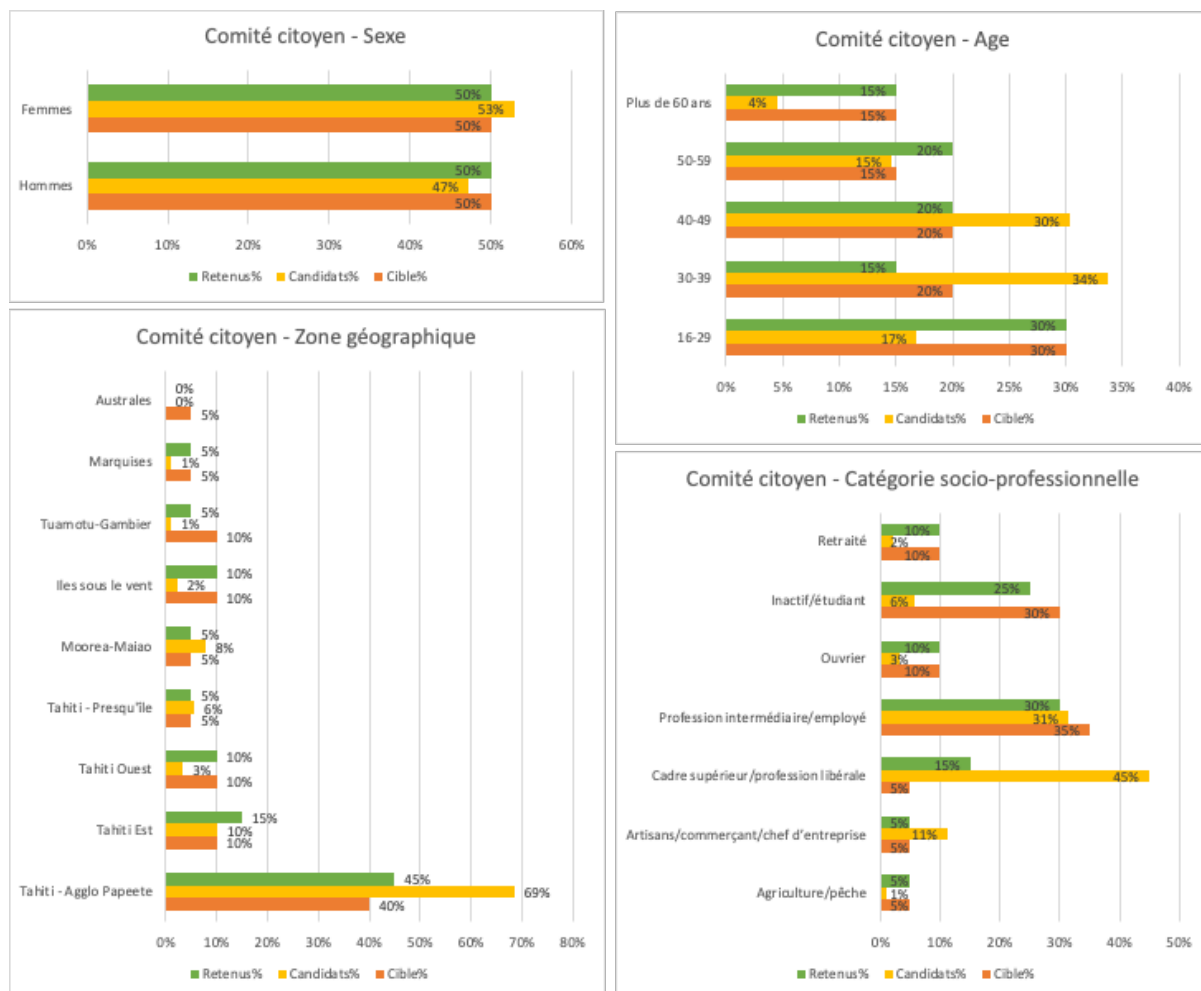 Comité citoyen - Sexe
Femmes
50%
53%
50%
Hommes
50%
47%
50%
0% 10% 20% 30% 40% 50% 60%
Retenus% Candidats% Cible%
Comité citoyen - Age
Plus de 60 ans
15%
4%
15%
50-59
20%
15%
15%
40-49
20%
30%
20%
30-39
15%
34%
20%
16-29
30%
17%
30%
0% 5% 10% 15% 20% 25% 30% 35% 40%
Retenus% Candidats% Cible%
Comité citoyen - Zone géographique
Australes
0%
0%
5%
Marquises
5%
1%
5%
Tuamotu-Gambier
5%
1%
10%
Iles sous le vent
10%
2%
10%
Moorea-Maiao
5%
8%
5%
Tahiti - Presqu'île
5%
6%
5%
Tahiti Ouest
10%
3%
10%
Tahiti Est
15%
10%
10%
Tahiti - Agglo Papeete
45%
69%
40%
0% 10% 20% 30% 40% 50% 60% 70% 80%
Retenus% Candidats% Cible%
Comité citoyen - Catégorie socio-professionnelle
Retraité
10%
2%
10%
Inactif/étudiant
25%
6%
30%
Ouvrier
10%
3%
10%
Profession intermédiaire/employé
30%
31%
35%
Cadre supérieur/profession libérale
15%
45%
5%
Artisans/commerçant/chef d'entreprise
5%
11%
5%
Agriculture/pêche
5%
1%
5%
0% 10% 20% 30% 40% 50%
Retenus% Candidats% Cible%